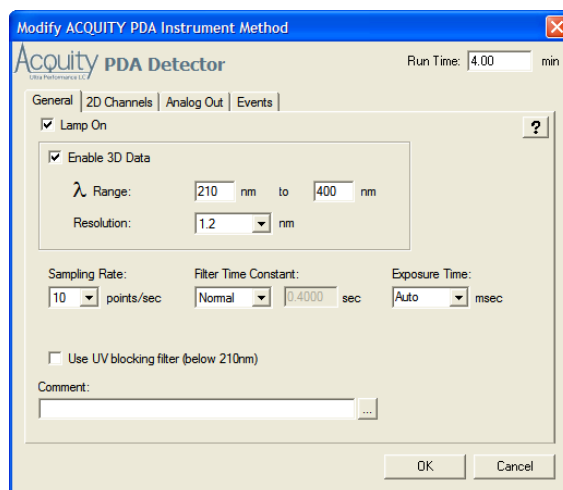 Modify ACQUITY PDA Instrument Method
Acquity PDA Detector
Ultra Performance LC
Run Time: 4.00 min
General 2D Channels Analog Out Events
Lamp On
?
Enable 3D Data
λ Range: 210 nm to 400 nm
Resolution: 1.2 nm
Sampling Rate: Filter Time Constant: Exposure Time:
10 points/sec Normal 0.4000 sec Auto msec
Use UV blocking filter (below 210nm)
Comment:
...
OK Cancel